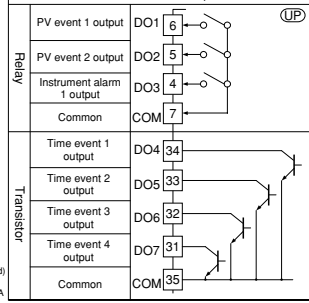 UP
Relay
PV event 1 output DO1 6
PV event 2 output DO2 5
Instrument alarm
1 output DO3 4
Common COM 7
Transistor
Time event 1
output DO4 34
Time event 2
output DO5 33
Time event 3
output DO6 32
Time event 4
output DO7 31
Common COM 35
d)
A